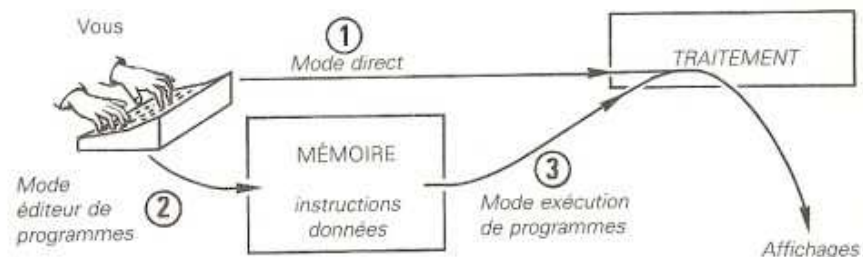 Vous
1
Mode direct
TRAITEMENT
MÉMOIRE
instructions
données
Mode
éditeur de
programmes
2
3
Mode exécution
de programmes
Affichages